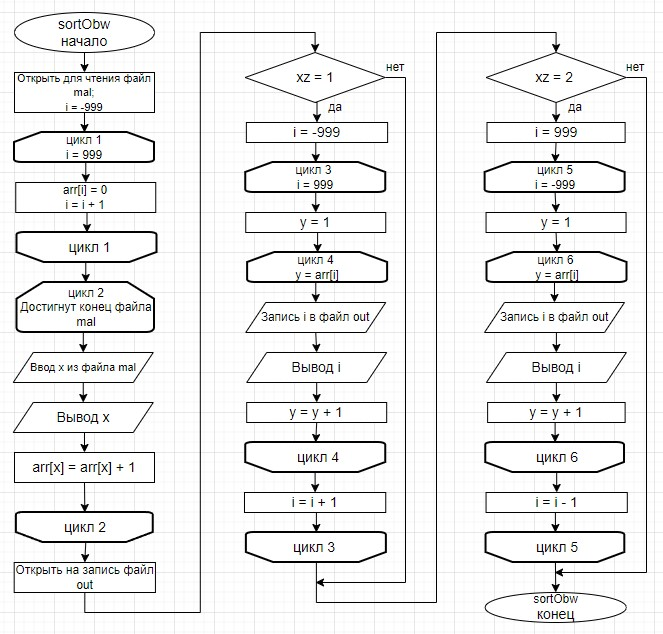 sortObw
начало
Открыть для чтения файл
mal;
i = -999
цикл 1
i = 999
arr[i] = 0
i = i + 1
цикл 1
цикл 2
Достигнут конец файла
mal
Ввод x из файла mal
Вывод x
arr[x] = arr[x] + 1
цикл 2
Открыть на запись файл
out
xz = 1
нет
да
i = -999
цикл 3
i = 999
y = 1
цикл 4
y = arr[i]
Запись i в файл out
Вывод i
y = y + 1
цикл 4
i = i + 1
цикл 3
xz = 2
нет
да
i = 999
цикл 5
i = -999
y = 1
цикл 6
y = arr[i]
Запись i в файл out
Вывод i
y = y + 1
цикл 6
i = i - 1
цикл 5
sortObw
конец